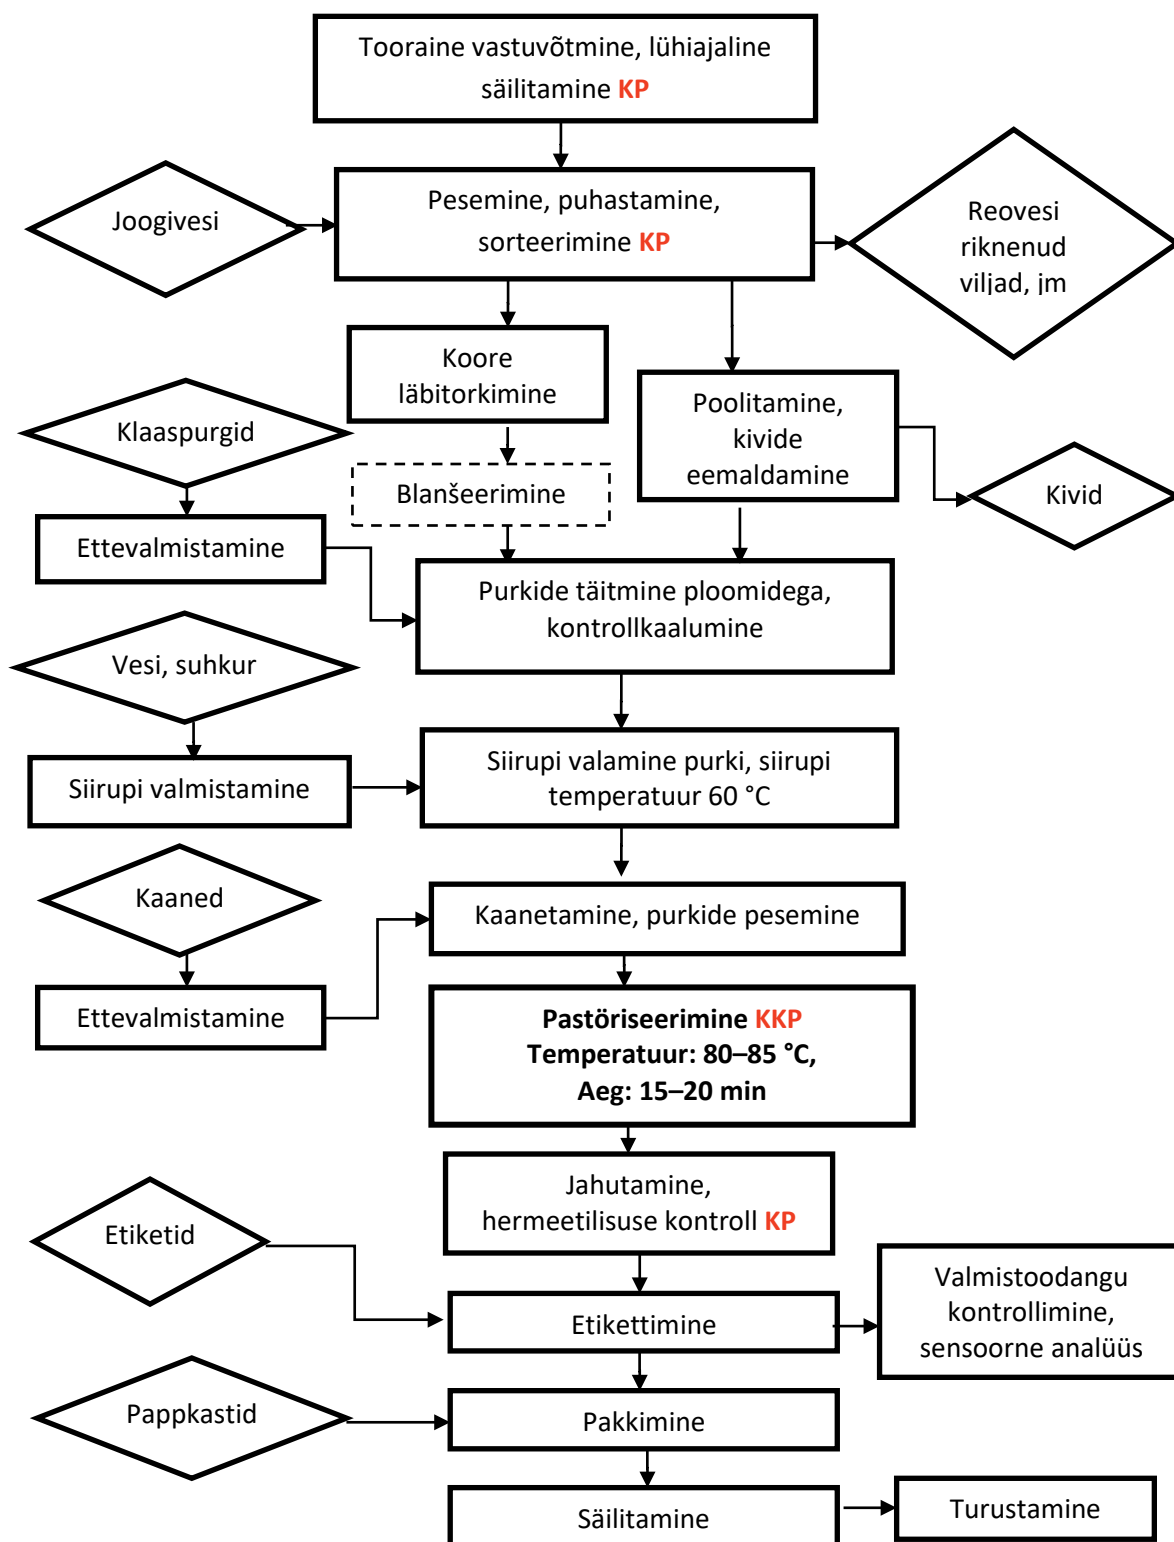 Tooraine vastuvõtmine, lühiajaline
säilitamine KP
Joogivesi
Pesemine, puhastamine,
sorteerimine KP
Reovesi
riknenud
viljad, jm
Koore
läbitorkimine
Poolitamine,
kivide
eemaldamine
Klaaspurgid
Blanšeerimine
Kivid
Ettevalmistamine
Purkide täitmine ploomidega,
kontrollkaalumine
Vesi, suhkur
Siirupi valmistamine
Siirupi valamine purki, siirupi
temperatuur 60 °C
Kaaned
Kaanetamine, purkide pesemine
Ettevalmistamine
Pastöriseerimine KKP
Temperatuur: 80–85 °C,
Aeg: 15–20 min
Jahutamine,
hermeetilisuse kontroll KP
Etiketid
Etikettimine
Valmistoodangu
kontrollimine,
sensoorne analüüs
Pappkastid
Pakkimine
Säilitamine
Turustamine